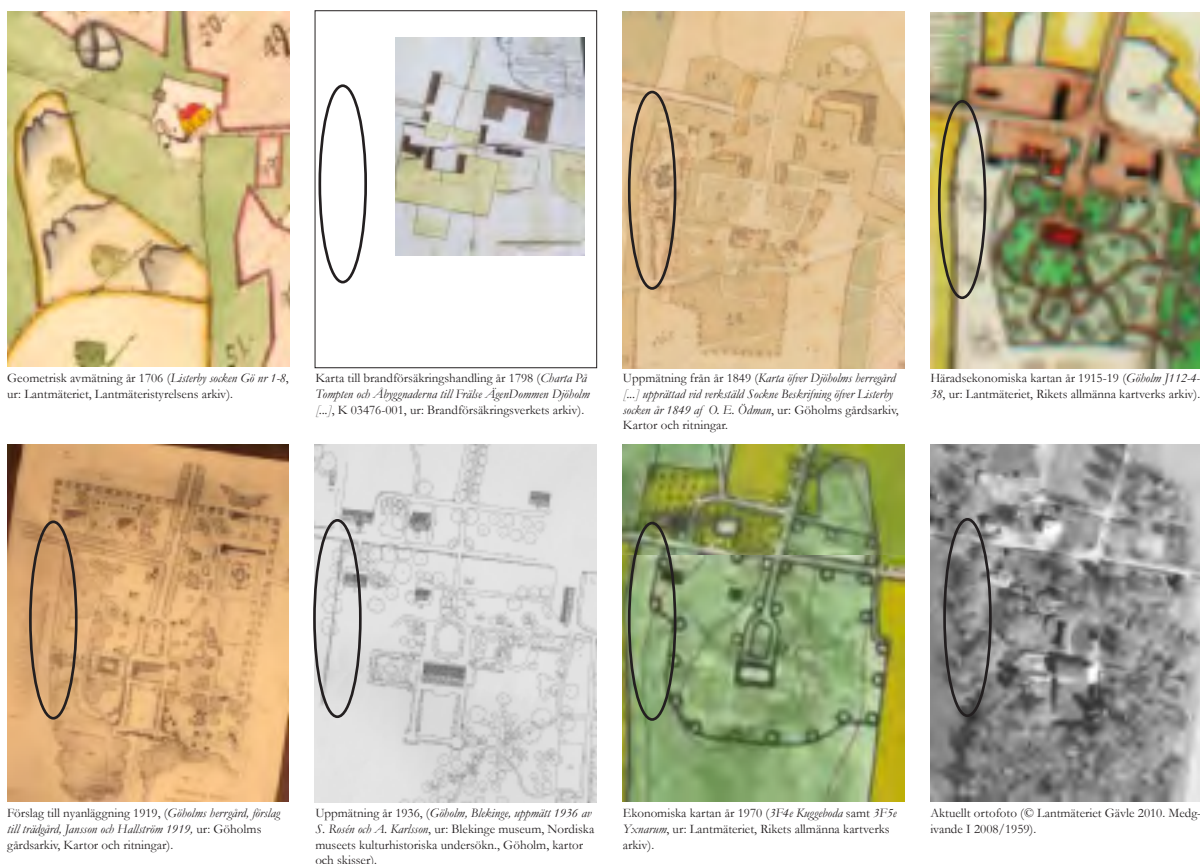 Geometrisk avmätning år 1706 (Listerby socken Gö nr 1-8,
ur: Lantmäteriet, Lantmäteristyrelsens arkiv).
Karta till brandförsäkringshandling år 1798 (Charta På
Tompten och Åbyggnaderna till Frälse ÄgenDommen Djöholm
[...], K 03476-001, ur: Brandförsäkringsverkets arkiv).
Uppmätning från år 1849 (Karta öfver Djöholms herregård
[...] upprättad vid verkstäld Sockne Beskrifning öfver Listerby
socken år 1849 af O. E. Ödman, ur: Göholms gårdsarkiv,
Kartor och ritningar.
Häradsekonomiska kartan år 1915-19 (Göholm J112-4-
38, ur: Lantmäteriet, Rikets allmänna kartverks arkiv).
Förslag till nyanläggning 1919, (Göholms herrgård, förslag
till trädgård, Jansson och Hallström 1919, ur: Göholms
gårdsarkiv, Kartor och ritningar).
Uppmätning år 1936, (Göholm, Blekinge, uppmätt 1936 av
S. Rosén och A. Karlsson, ur: Blekinge museum, Nordiska
museets kulturhistoriska undersökn., Göholm, kartor
och skisser).
Ekonomiska kartan år 1970 (3F4e Kuggeboda samt 3F5e
Yxnarum, ur: Lantmäteriet, Rikets allmänna kartverks
arkiv).
Aktuellt ortofoto (© Lantmäteriet Gävle 2010. Medg-
ivande I 2008/1959).